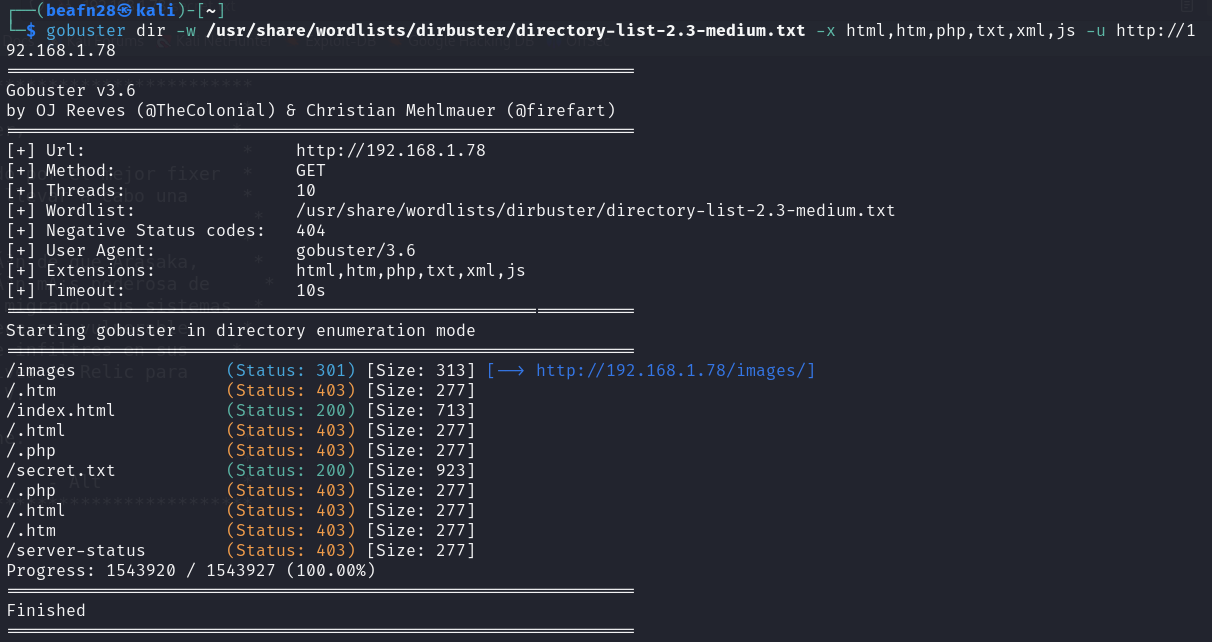 ┌──(beafn28㉿kali)-[~]
└─$ gobuster dir -w /usr/share/wordlists/dirbuster/directory-list-2.3-medium.txt -x html,htm,php,txt,xml,js -u http://1
92.168.1.78
===============================================================
Gobuster v3.6
by OJ Reeves (@TheColonial) & Christian Mehlmauer (@firefart)
===============================================================
[+] Url:                     http://192.168.1.78
[+] Method:                  GET
[+] Threads:                 10
[+] Wordlist:                /usr/share/wordlists/dirbuster/directory-list-2.3-medium.txt
[+] Negative Status codes:   404
[+] User Agent:              gobuster/3.6
[+] Extensions:              html,htm,php,txt,xml,js
[+] Timeout:                 10s
===============================================================
Starting gobuster in directory enumeration mode
===============================================================
/images               (Status: 301) [Size: 313] [--> http://192.168.1.78/images/]
/.htm                 (Status: 403) [Size: 277]
/index.html           (Status: 200) [Size: 713]
/.html                (Status: 403) [Size: 277]
/.php                 (Status: 403) [Size: 277]
/secret.txt           (Status: 200) [Size: 923]
/.php                 (Status: 403) [Size: 277]
/.html                (Status: 403) [Size: 277]
/.htm                 (Status: 403) [Size: 277]
/server-status        (Status: 403) [Size: 277]
Progress: 1543920 / 1543927 (100.00%)
===============================================================
Finished
===============================================================